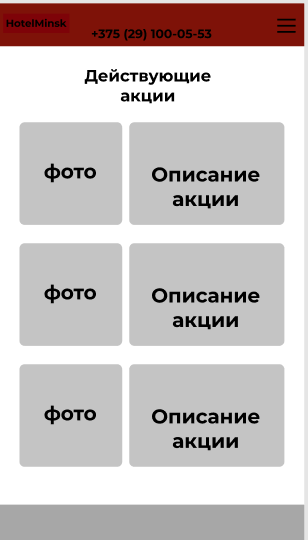 HotelMinsk
+375 (29) 100-05-53
Действующие
акции
фото
Описание
акции
фото
Описание
акции
фото
Описание
акции